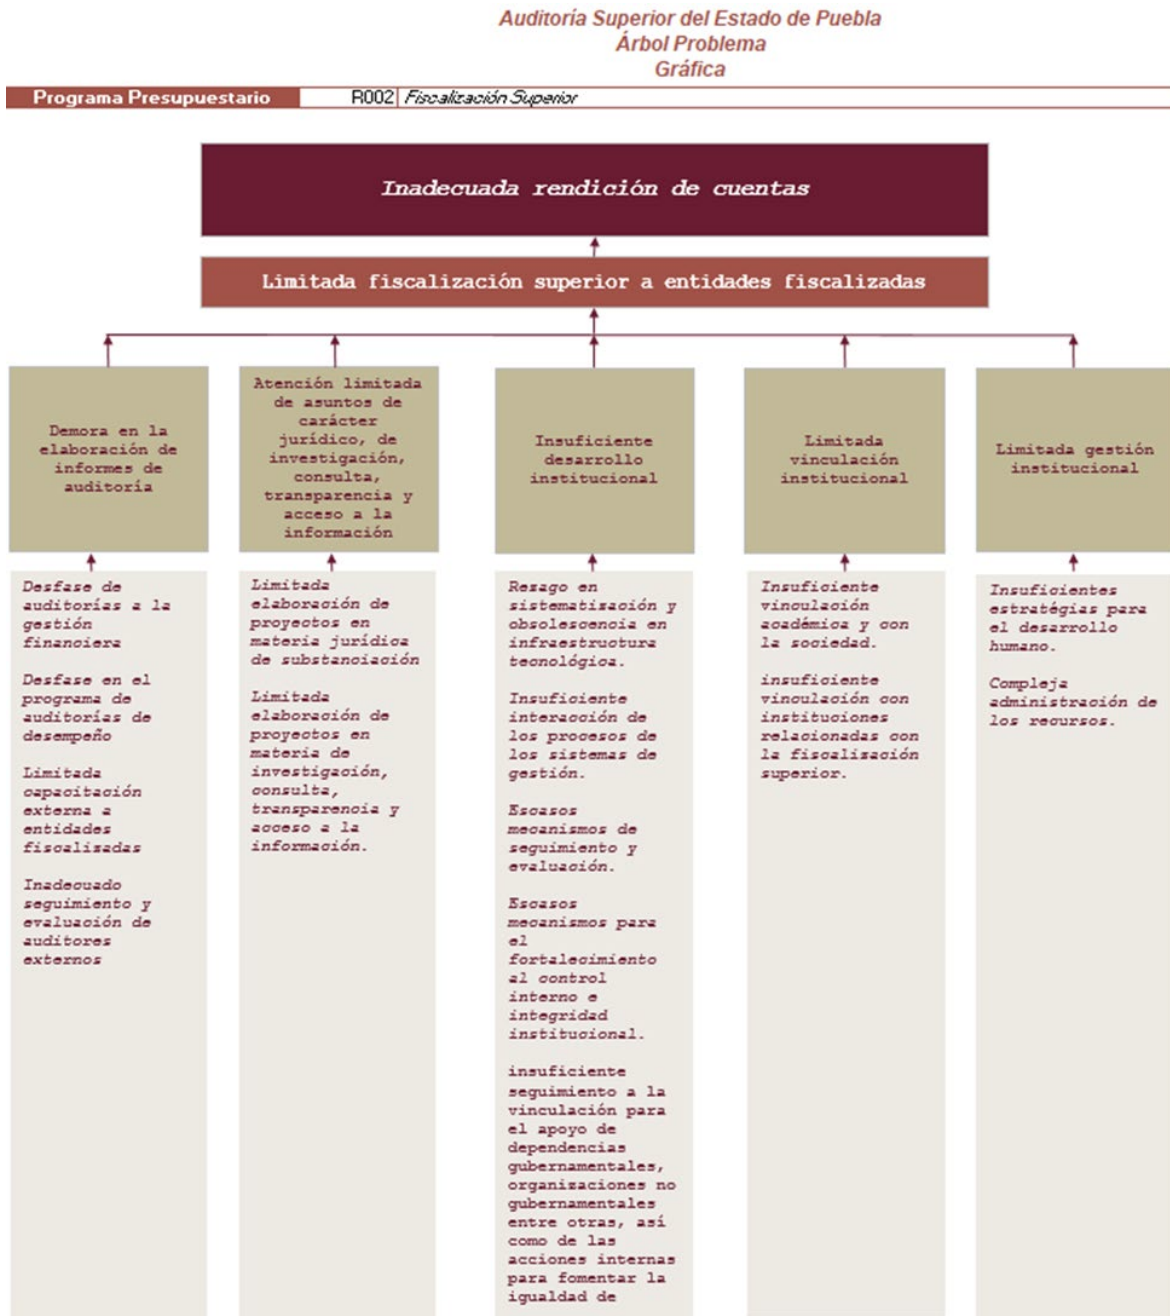 Auditoría Superior del Estado de Puebla
Árbol Problema
Gráfica
Programa Presupuestario R002 Fiscalización Superior
Inadecuada rendición de cuentas
Limitada fiscalización superior a entidades fiscalizadas
Demora en la
elaboración de
informes de
auditoría
Atención limitada
de asuntos de
carácter
jurídico, de
investigación,
consulta,
transparencia y
acceso a la
información
Insuficiente
desarrollo
institucional
Limitada
vinculación
institucional
Limitada gestión
institucional
Desfase de
auditorías a la
gestión
financiera
Desfase en el
programa de
auditorías de
desempeño
Limitada
capacitación
externa a
entidades
fiscalisadas
Inadecuado
seguimiento y
evaluación de
auditores
externos
Limitada
elaboración de
proyectos en
materia jurídica
de substanciación
Limitada
elaboración de
proyectos en
materia de
investigación,
consulta,
transparencia y
acceso a la
información.
Resago en
sistematisación y
obsolescencia en
infraestructura
tecnológica.
Insuficiente
interacción de
los procesos de
los sistemas de
gestión.
Escasos
mecanismos de
seguimiento y
evaluación.
Escasos
mecanismos para
el
fortalecimiento
al control
interno e
integridad
institucional.
insuficiente
seguimiento a la
vinculación para
el apoyo de
dependencias
gubernamentales,
organizaciones no
gubernamentales
entre otras, así
como de las
acciones internas
para fomentar la
igualdad de
Insuficiente
vinculación
académica y con
la sociedad.
insuficiente
vinculación con
instituciones
relacionadas con
la fiscalisación
superior.
Insuficientes
estratégias para
el desarrollo
humano.
Compleja
administración de
los recursos.